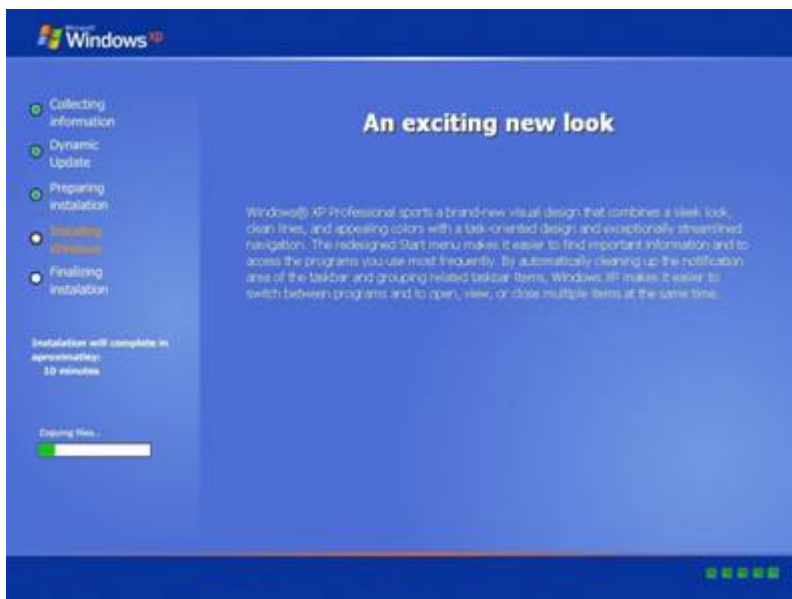 Microsoft
Windows xp
Collecting
information
Dynamic
Update
Preparing
instalation
Installing
Windows
Finalizing
instalation
Instalation will complete in
aproximatley:
10 minutes
Copying files...
An exciting new look
Windows® XP Professional sports a brand-new visual design that combines a sleek look,
clean lines, and appealing colors with a task-oriented design and exceptionally streamlined
navigation. The redesigned Start menu makes it easier to find important information and to
access the programs you use most frequently. By automatically cleaning up the notification
area of the taskbar and grouping related taskbar items, Windows XP makes it easier to
switch between programs and to open, view, or close multiple items at the same time.